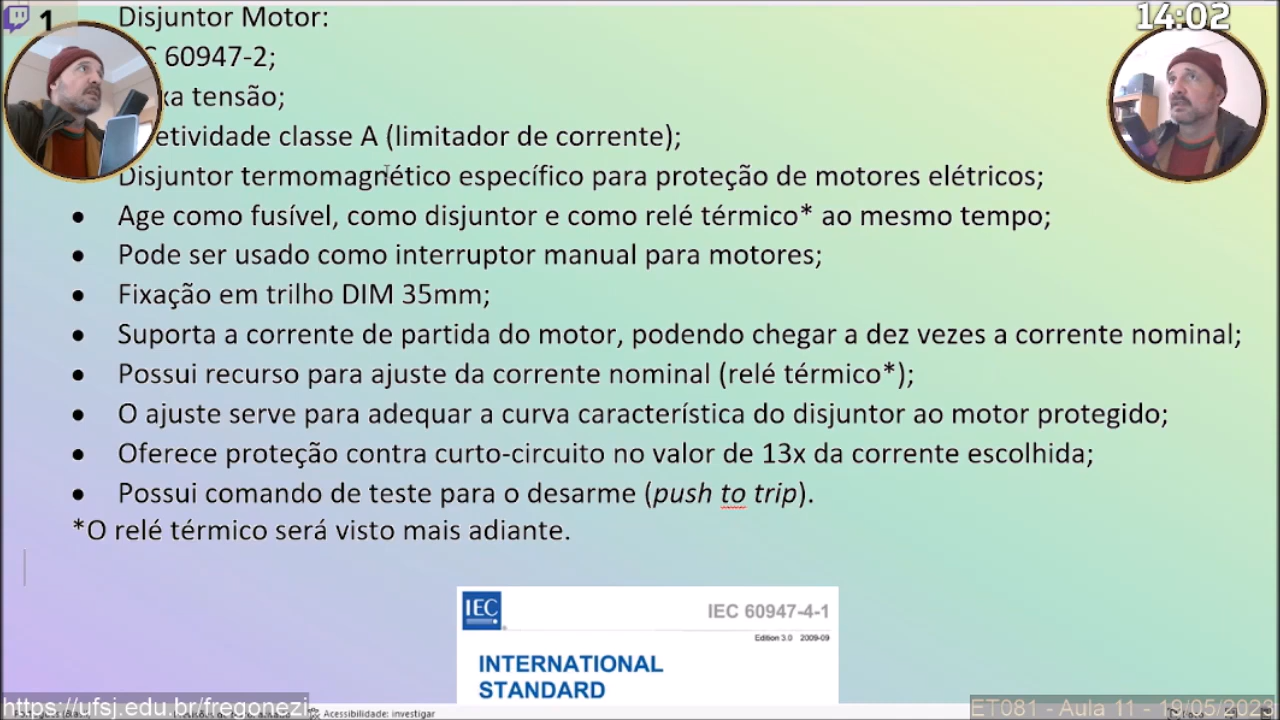 1
14:02
Disjuntor Motor:
60947-2;
tensão;
classe A (limitador de corrente);
Disjuntor termomagnético específico para proteção de motores elétricos;
• Age como fusível, como disjuntor e como relé térmico* ao mesmo tempo;
• Pode ser usado como interruptor manual para motores;
• Fixação em trilho DIM 35mm;
• Suporta a corrente de partida do motor, podendo chegar a dez vezes a corrente nominal;
• Possui recurso para ajuste da corrente nominal (relé térmico*);
• O ajuste serve para adequar a curva característica do disjuntor ao motor protegido;
• Oferece proteção contra curto-circuito no valor de 13x da corrente escolhida;
• Possui comando de teste para o desarme (push to trip).
*O relé térmico será visto mais adiante.
IEC
IEC 60947-4-1
Edition 3.0 2009-09
INTERNATIONAL
STANDARD
https://ufsj.edu.br/fregonezi
Acessibilidade: investigar
ET081 - Aula 11 - 19/05/2023